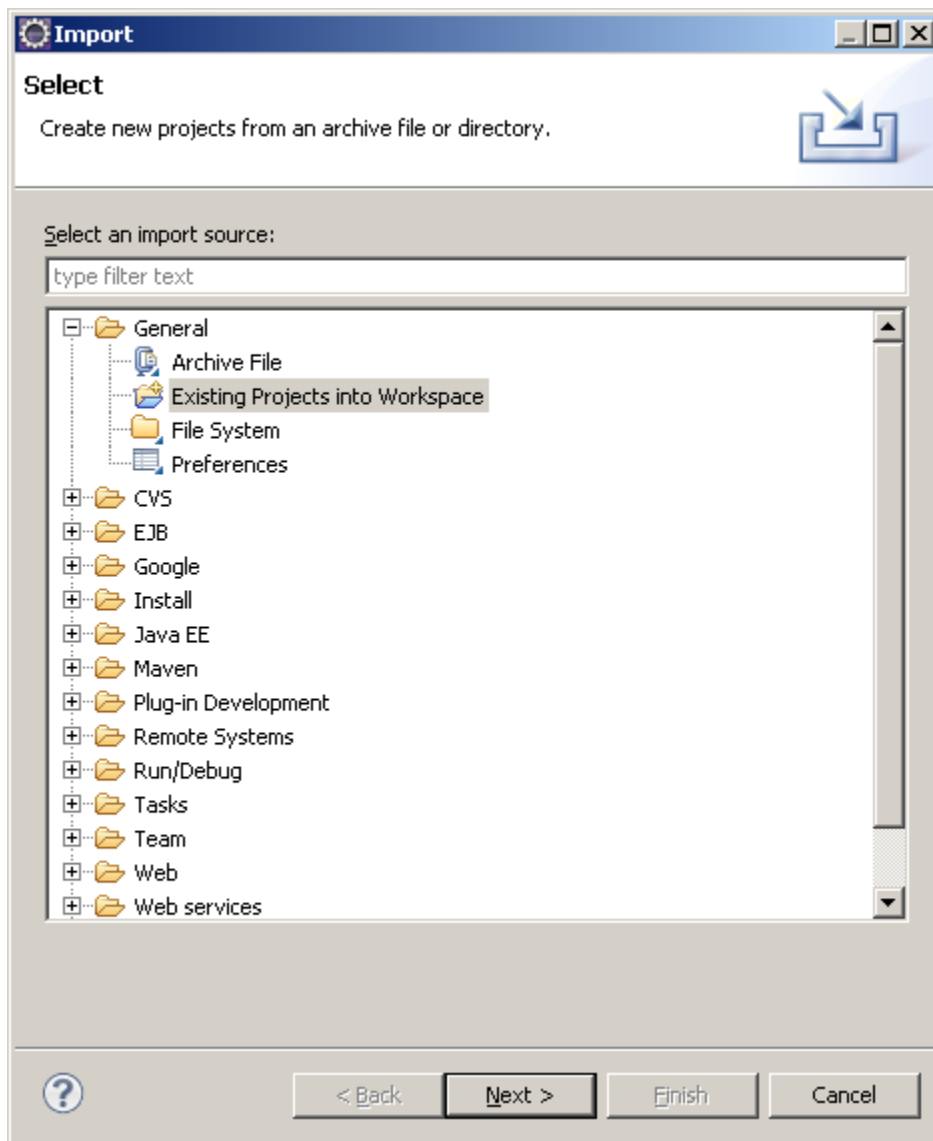 Import
Select
Create new projects from an archive file or directory.
Select an import source:
type filter text
General
Archive File
Existing Projects into Workspace
File System
Preferences
CVS
EJB
Google
Install
Java EE
Maven
Plug-in Development
Remote Systems
Run/Debug
Tasks
Team
Web
Web services
? < Back Next > Finish Cancel